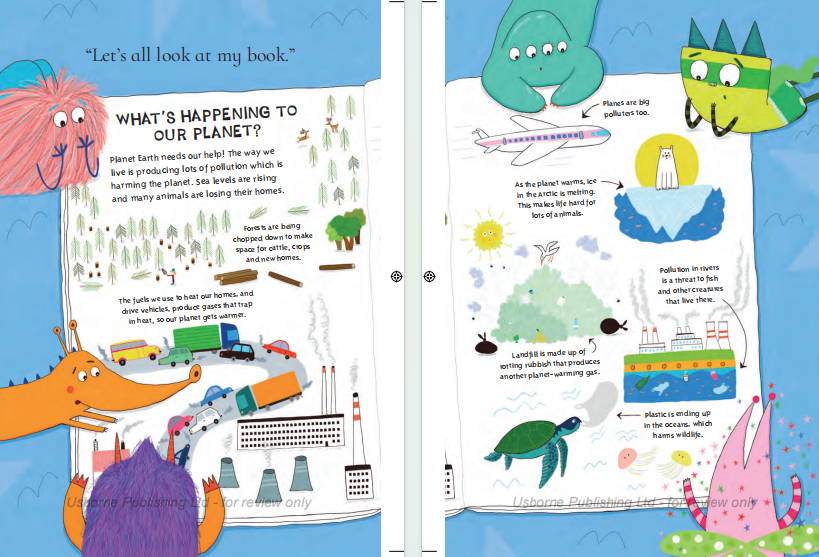 “Let’s all look at my book.”
WHAT’S HAPPENING TO
OUR PLANET?
Planet Earth needs our help! The way we
live is producing lots of pollution which is
harming the planet. Sea levels are rising
and many animals are losing their homes.
Forests are being
chopped down to make
space for cattle, crops
and new homes.
The fuels we use to heat our homes, and
drive vehicles, produce gases that trap
in heat, so our planet gets warmer.
Usborne Publishing Ltd - for review only
Planes are big
polluters too.
As the planet warms, ice
in the Arctic is melting.
This makes life hard for
lots of animals.
Pollution in rivers
is a threat to fish
and other creatures
that live there.
Landfill is made up of
rotting rubbish that produces
another planet-warming gas.
Plastic is ending up
in the oceans, which
harms wildlife.
Usborne Publishing Ltd - for review only